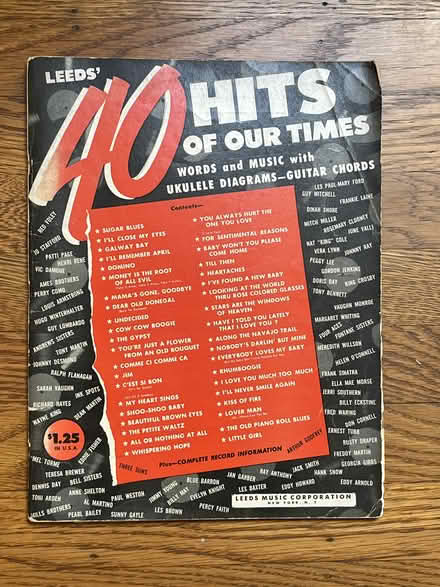 LEEDS'
40 HITS
OF OUR TIMES
WORDS and MUSIC with
UKULELE DIAGRAMS—GUITAR CHORDS
Contents—
★ SUGAR BLUES
★ I'LL CLOSE MY EYES
★ GALWAY BAY
★ I'LL REMEMBER APRIL
★ DOMINO
★ MONEY IS THE ROOT
OF ALL EVIL
★ MAMA'S GONE, GOODBYE
★ DEAR OLD DONEGAL
★ UNDECIDED
★ COW COW BOOGIE
★ THE GYPSY
★ YOU'RE JUST A FLOWER
FROM AN OLD BOUQUET
★ COMME CI COMME CA
★ JIM
★ C'EST SI BON
★ MY HEART SINGS
★ SHOO-SHOO BABY
★ BEAUTIFUL BROWN EYES
★ THE PETITE WALTZ
★ ALL OR NOTHING AT ALL
★ WHISPERING HOPE
★ YOU ALWAYS HURT THE
ONE YOU LOVE
★ FOR SENTIMENTAL REASONS
★ BABY WON'T YOU PLEASE
COME HOME
★ TILL THEN
★ HEARTACHES
★ I'VE FOUND A NEW BABY
★ LOOKING AT THE WORLD
THRU ROSE COLORED GLASSES
★ STARS ARE THE WINDOWS
OF HEAVEN
★ HAVE I TOLD YOU LATELY
THAT I LOVE YOU?
★ ALONG THE NAVAJO TRAIL
★ NOBODY'S DARLIN' BUT MINE
★ EVERYBODY LOVES MY BABY
★ RHUMBOOGIE
★ I LOVE YOU MUCH TOO MUCH
★ I'LL NEVER SMILE AGAIN
★ KISS OF FIRE
★ LOVER MAN
★ THE OLD PIANO ROLL BLUES
★ LITTLE GIRL
Plus—COMPLETE RECORD INFORMATION
RED FOLEY
JO STAFFORD
PATTI PAGE
HENRI RENE
VIC DAMONE
AMES BROTHERS
PERRY COMO
LOUIS ARMSTRONG
HUGO WINTERHALTER
GUY LOMBARDO
ANDREWS SISTERS
TONY MARTIN
JOHNNY DESMOND
RALPH FLANAGAN
SARAH VAUGHN
INK SPOTS
RICHARD HAYES
DEAN MARTIN
WAYNE KING
EDDIE FISHER
$1.25
IN U.S.A.
LES PAUL MARY FORD
GUY MITCHELL
FRANKIE LAINE
DINAH SHORE
MITCH MILLER
ROSEMARY CLOONEY
NAT "KING" COLE
JUNE VALLI
VERA LYNN
JOHNNY RAY
PEGGY LEE
GORDON JENKINS
DORIS DAY
BING CROSBY
TONY BENNETT
VAUGHN MONROE
MARGARET WHITING
FOUR ACES
FONTANE SISTERS
MEREDITH WILLSON
HELEN O'CONNELL
FRANK SINATRA
ELLA MAE MORSE
JERRI SOUTHERN
BILLY ECKSTINE
FRED WARING
DON CORNELL
ERNEST TUBB
RUSTY DRAPER
FREDDY MARTIN
GEORGIA GIBBS
ARTHUR GODFREY
MEL TORME
THREE SUNS
TERESA BREWER
DENNIS DAY
BELL SISTERS
TONI ARDEN
ANNE SHELTON
MILLS BROTHERS
AL MARTINO
PAUL WESTON
PEARL BAILEY
SUNNY GAYLE
JIMMY YOUNG
BLUE BARRON
BILLY MAY
EVELYN KNIGHT
LES BROWN
PERCY FAITH
JAN GARBER
RAY ANTHONY
LES BAXTER
EDDY HOWARD
JACK SMITH
HANK SNOW
EDDY ARNOLD
LEEDS MUSIC CORPORATION
NEW YORK, N. Y.